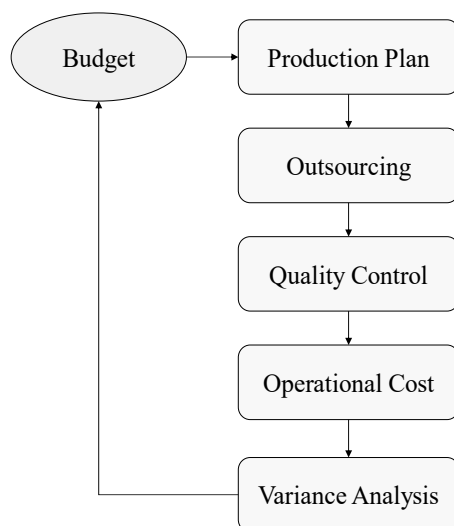 Budget
Production Plan
Outsourcing
Quality Control
Operational Cost
Variance Analysis